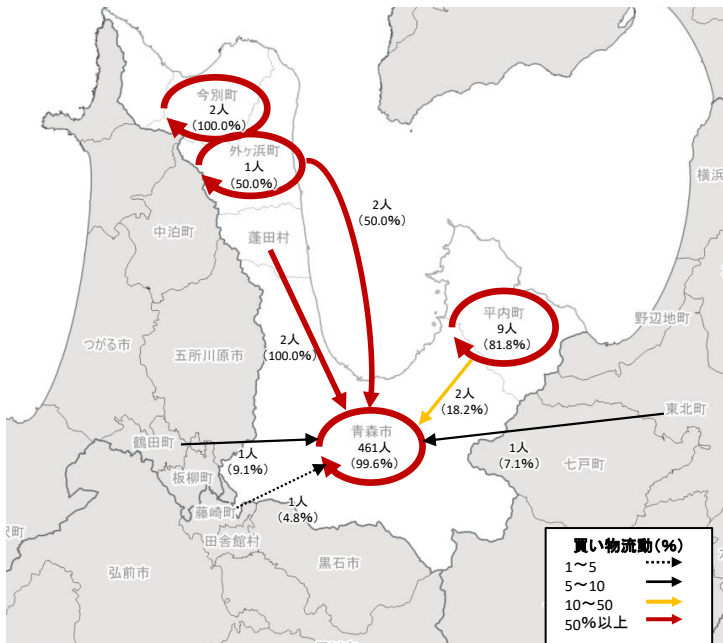 今別町
2人
(100.0%)
外ヶ浜町
1人
(50.0%)
2人
(50.0%)
横浜
中泊町
蓬田村
平内町
9人
(81.8%)
野辺地町
つがる市
五所川原市
2人
(100.0%)
2人
(18.2%)
東北町
青森市
461人
(99.6%)
鶴田町
1人
(9.1%)
1人
(7.1%)
七戸町
板柳町
藤崎町
1人
(4.8%)
田舎館村
黒石市
弘前市
尺町
買い物流動(%)
1～5
5～10
10～50
50%以上